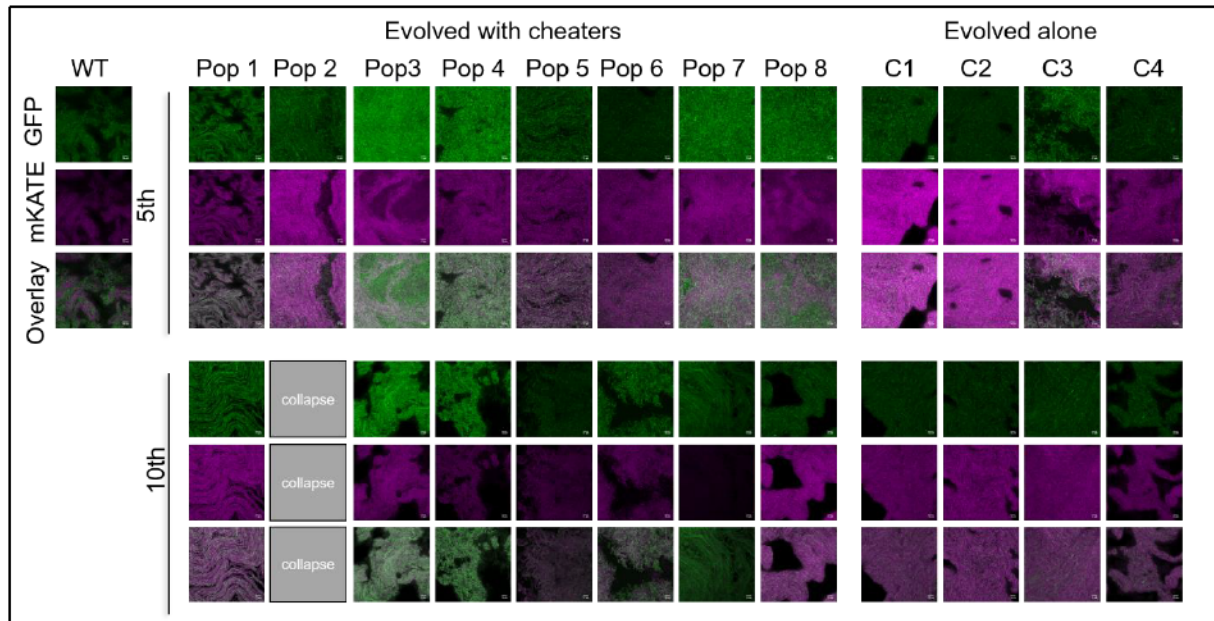 Evolved with cheaters
Evolved alone
WT
Pop 1
Pop 2
Pop3
Pop 4
Pop 5
Pop 6
Pop 7
Pop 8
C1
C2
C3
C4
GFP
mKATE
Overlay
5th
10th
collapse
collapse
collapse